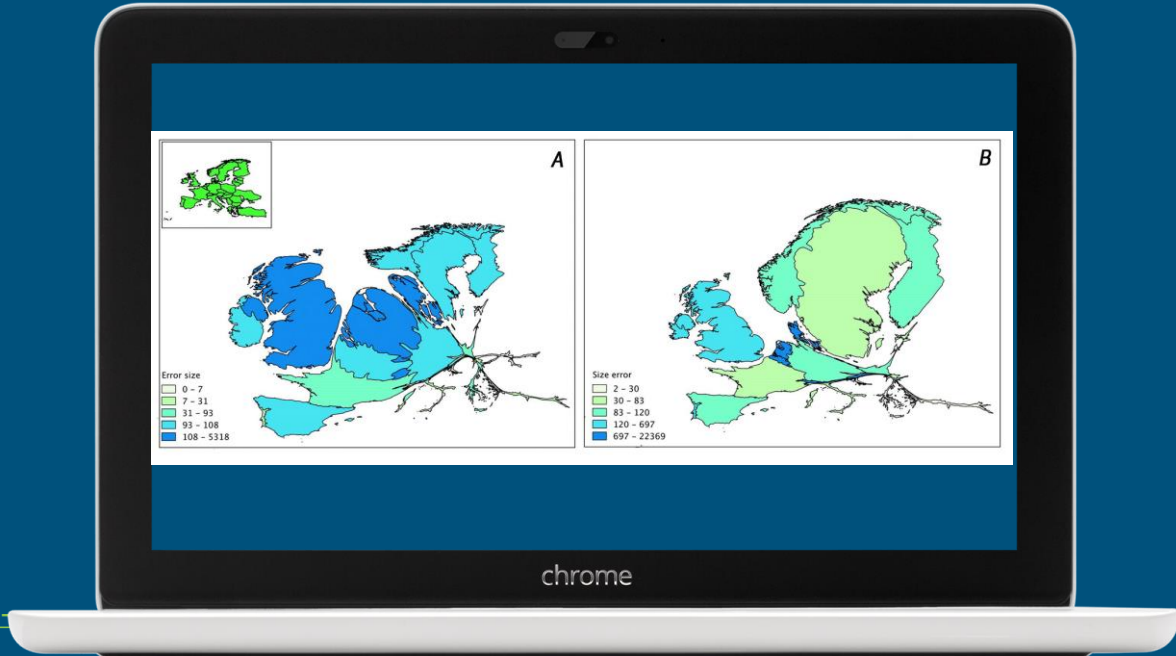 A
Error size
0 – 7
7 – 31
31 – 93
93 – 108
108 – 5318
B
Size error
2 – 30
30 – 83
83 – 120
120 – 697
697 – 22369
chrome